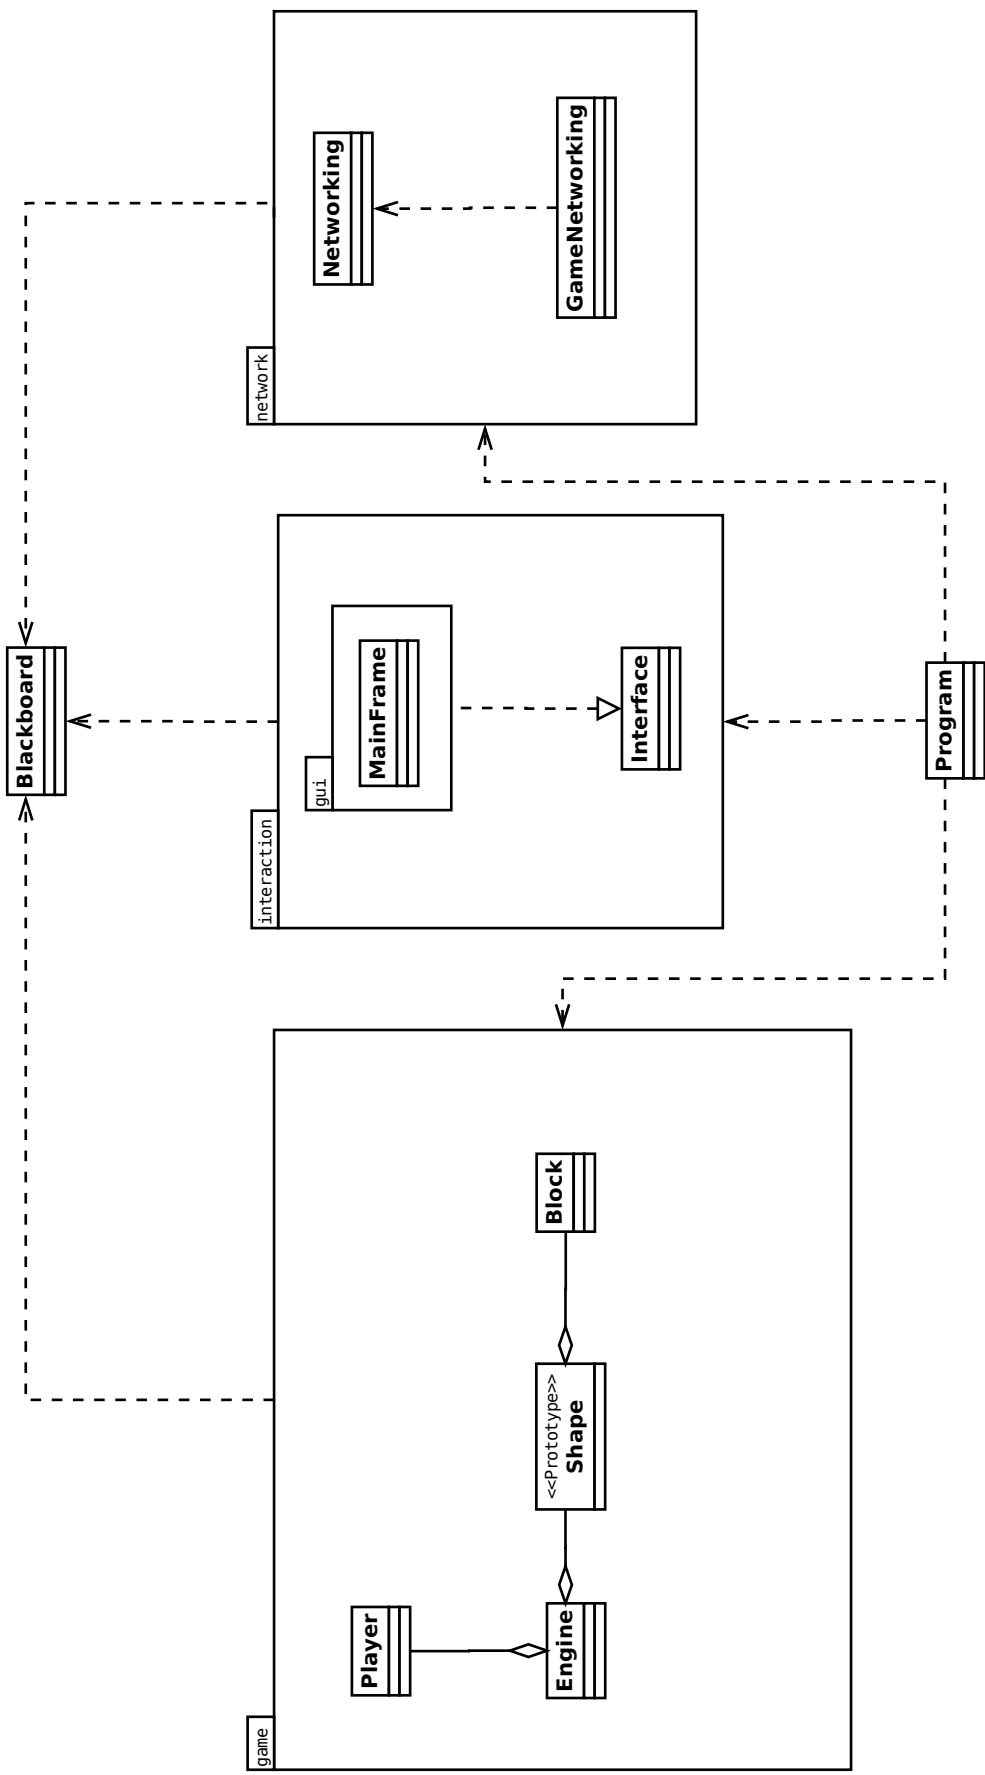 Blackboard
game
interaction
network
gui
Player
MainFrame
Networking
Engine
<<Prototype>>
Shape
Block
Interface
GameNetworking
Program